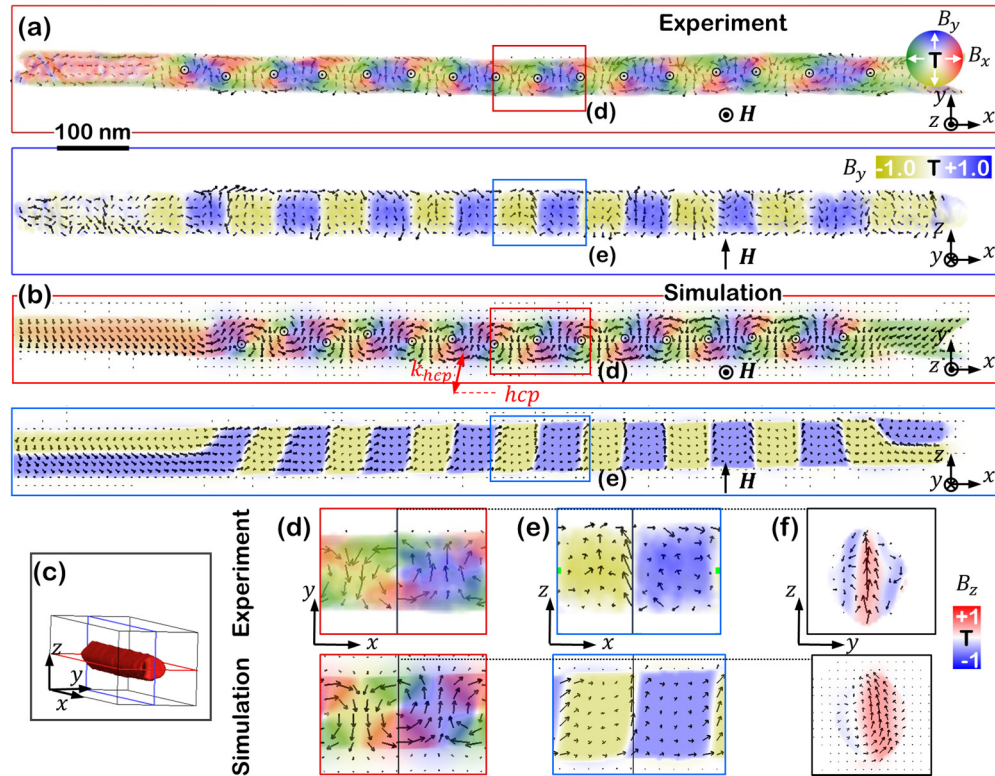 (a)
Experiment
B_y
T
B_x
(d)
⊙ H
y
z
x
100 nm
B_y -1.0 T +1.0
(e)
H
z
y
x
(b)
Simulation
k_hcp
hcp
(d)
⊙ H
y
z
x
(e)
H
z
y
x
(c)
z
y
x
Experiment
Simulation
(d)
y
x
(e)
z
x
(f)
z
y
B_z
+1
T
-1